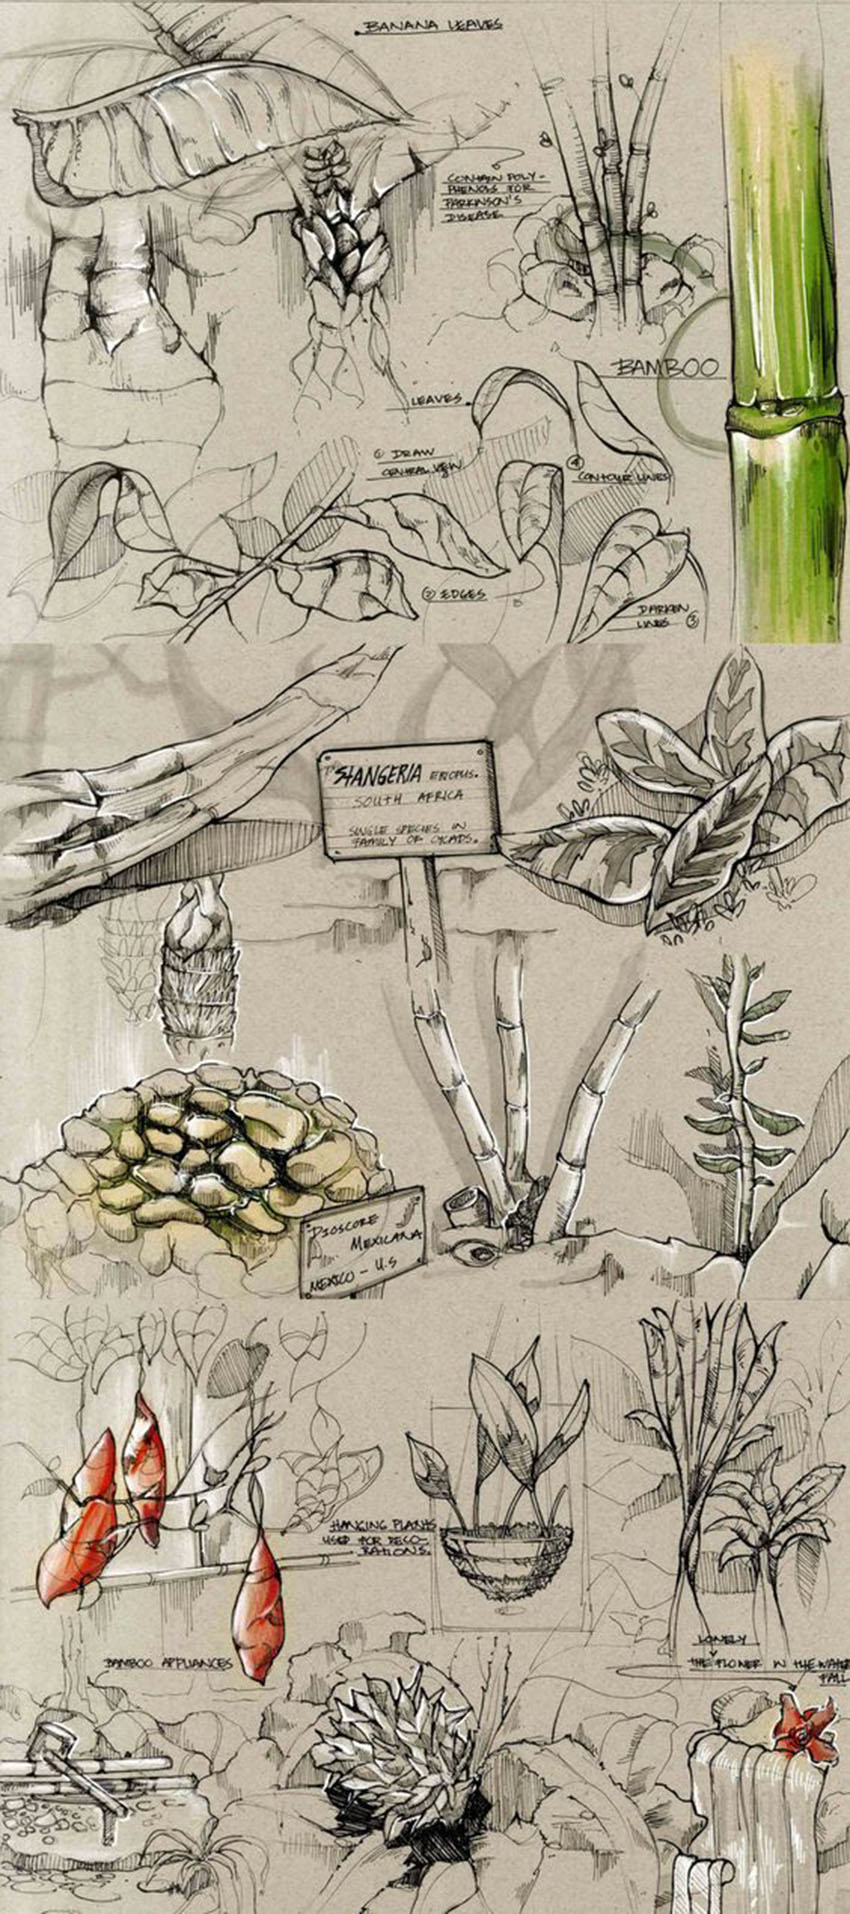 BANANA LEAVES
CONTAIN POLY-
PHENOLS FOR
PARKINSON'S
DISEASE
BAMBOO
LEAVES
① DRAW
CENTRAL VIEW
④
CONTOUR LINES
② EDGES
DARKEN
LINES ③
STANGERIA ERIOPUS.
SOUTH AFRICA
SINGLE SPECIES IN
FAMILY OF CYCADS.
DIOSCORE
MEXICANA
MEXICO - U.S
HANGING PLANTS
USED FOR DECO-
RATIONS.
LONELY
THE FLOWER IN THE WATER
FALL
BAMBOO APPLIANCES